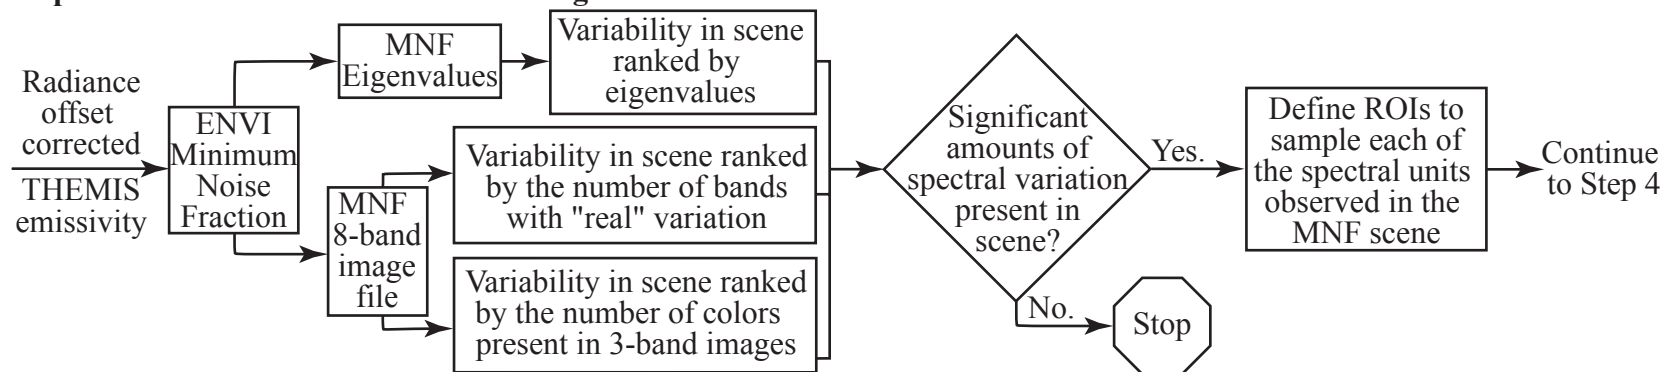 Radiance
offset
corrected
THEMIS
emissivity
ENVI
Minimum
Noise
Fraction
MNF
Eigenvalues
Variability in scene
ranked by
eigenvalues
MNF
8-band
image
file
Variability in scene ranked
by the number of bands
with "real" variation
Variability in scene ranked
by the number of colors
present in 3-band images
Significant
amounts of
spectral variation
present in
scene?
Yes.
No.
Stop
Define ROIs to
sample each of
the spectral units
observed in the
MNF scene
Continue
to Step 4